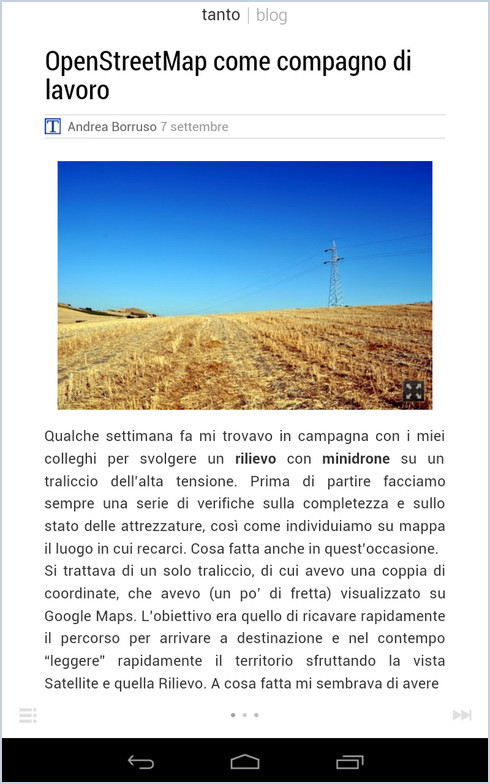 tanto | blog
OpenStreetMap come compagno di
lavoro
T Andrea Borruso 7 settembre
Qualche settimana fa mi trovavo in campagna con i miei
colleghi per svolgere un rilievo con minidrone su un
traliccio dell'alta tensione. Prima di partire facciamo
sempre una serie di verifiche sulla completezza e sullo
stato delle attrezzature, così come individuiamo su mappa
il luogo in cui recarci. Cosa fatta anche in quest'occasione.
Si trattava di un solo traliccio, di cui avevo una coppia di
coordinate, che avevo (un po' di fretta) visualizzato su
Google Maps. L'obiettivo era quello di ricavare rapidamente
il percorso per arrivare a destinazione e nel contempo
“leggere” rapidamente il territorio sfruttando la vista
Satellite e quella Rilievo. A cosa fatta mi sembrava di avere